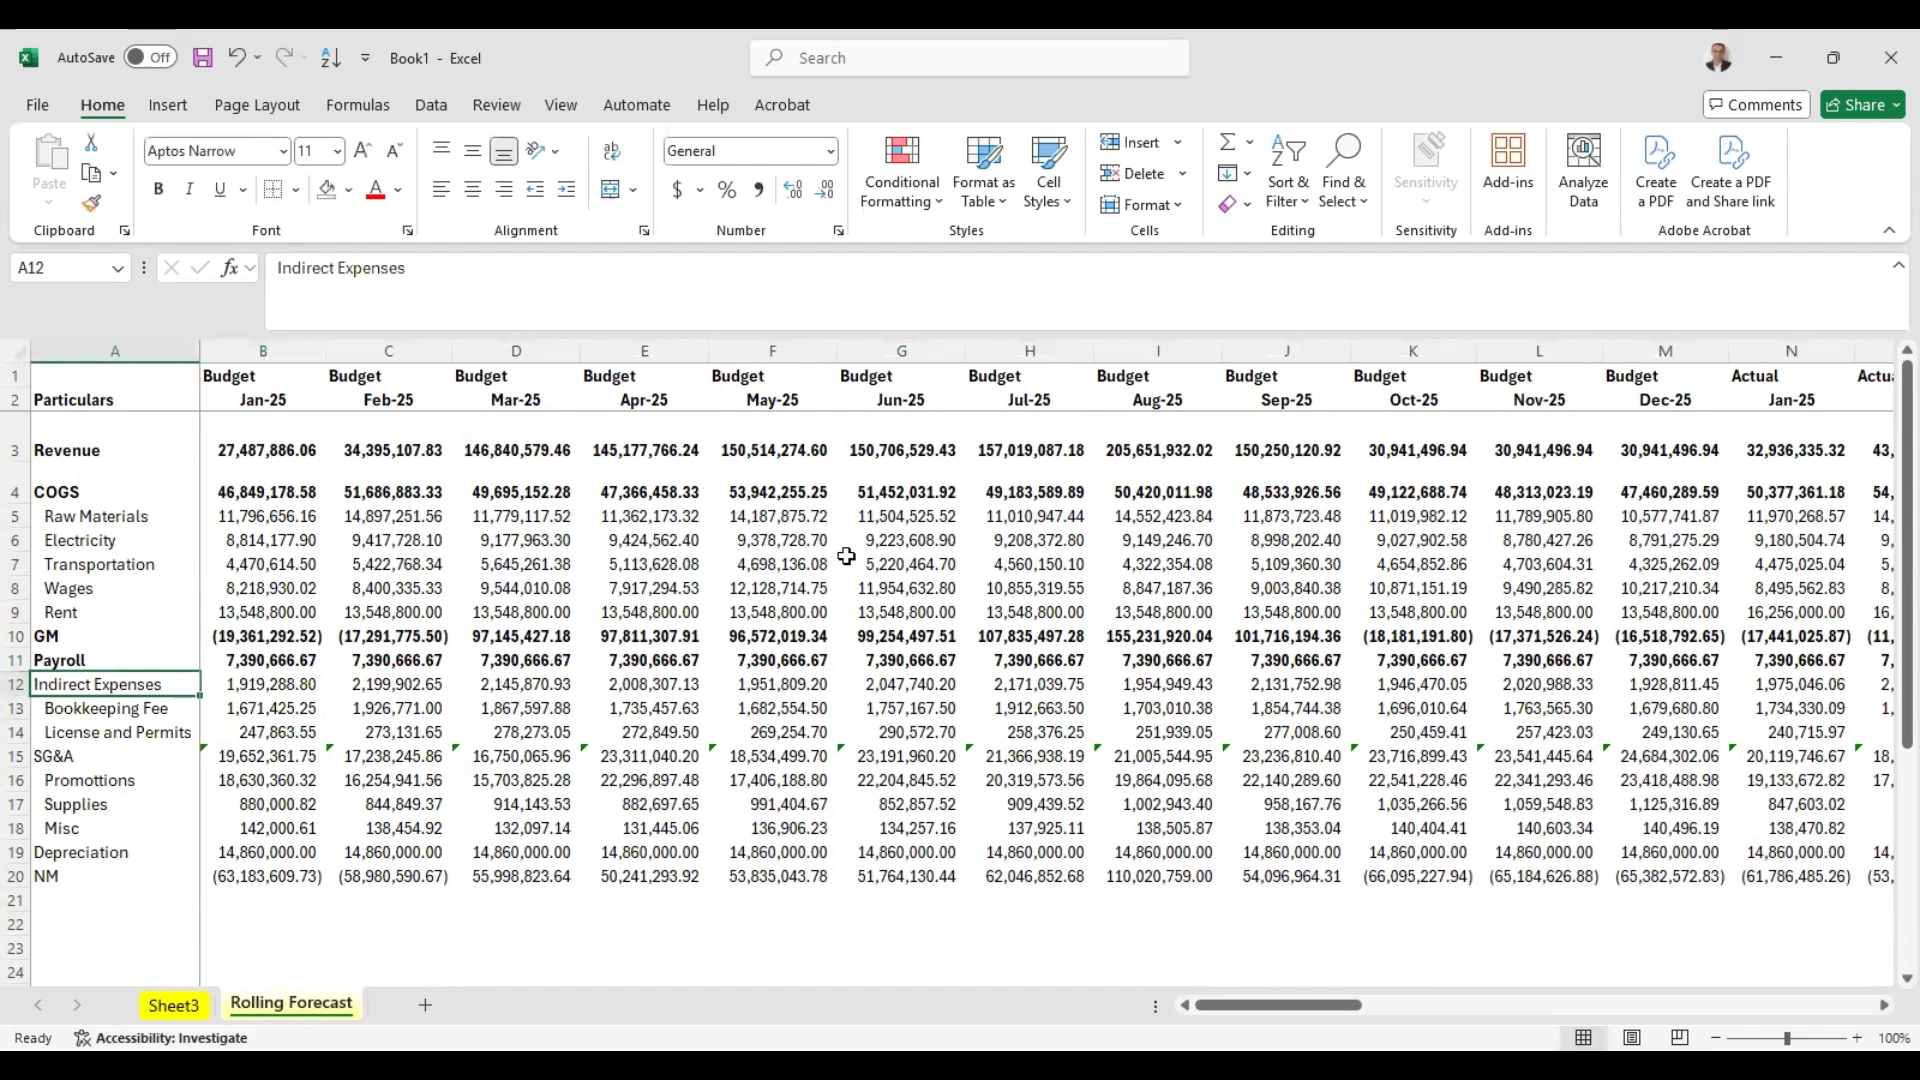 AutoSave Off Book1 - Excel Search
File Home Insert Page Layout Formulas Data Review View Automate Help Acrobat Comments Share
Paste Aptos Narrow 11 General Conditional Formatting Format as Table Cell Styles Insert Delete Format Sort & Filter Find & Select Sensitivity Add-ins Analyze Data Create a PDF Create a PDF and Share link
Clipboard Font Alignment Number Styles Cells Editing Sensitivity Add-ins Adobe Acrobat
A12 fx Indirect Expenses
A B C D E F G H I J K L M N
1 Budget Budget Budget Budget Budget Budget Budget Budget Budget Budget Budget Budget Actual Actu
2 Particulars Jan-25 Feb-25 Mar-25 Apr-25 May-25 Jun-25 Jul-25 Aug-25 Sep-25 Oct-25 Nov-25 Dec-25 Jan-25
3 Revenue 27,487,886.06 34,395,107.83 146,840,579.46 145,177,766.24 150,514,274.60 150,706,529.43 157,019,087.18 205,651,932.02 150,250,120.92 30,941,496.94 30,941,496.94 30,941,496.94 32,936,335.32 43,
4 COGS 46,849,178.58 51,686,883.33 49,695,152.28 47,366,458.33 53,942,255.25 51,452,031.92 49,183,589.89 50,420,011.98 48,533,926.56 49,122,688.74 48,313,023.19 47,460,289.59 50,377,361.18 54,
5 Raw Materials 11,796,656.16 14,897,251.56 11,779,117.52 11,362,173.32 14,187,875.72 11,504,525.52 11,010,947.44 14,552,423.84 11,873,723.48 11,019,982.12 11,789,905.80 10,577,741.87 11,970,268.57 14,
6 Electricity 8,814,177.90 9,417,728.10 9,177,963.30 9,424,562.40 9,378,728.70 9,223,608.90 9,208,372.80 9,149,246.70 8,998,202.40 9,027,902.58 8,780,427.26 8,791,275.29 9,180,504.74 9,
7 Transportation 4,470,614.50 5,422,768.34 5,645,261.38 5,113,628.08 4,698,136.08 5,220,464.70 4,560,150.10 4,322,354.08 5,109,360.30 4,654,852.86 4,703,604.31 4,325,262.09 4,475,025.04 5,
8 Wages 8,218,930.02 8,400,335.33 9,544,010.08 7,917,294.53 12,128,714.75 11,954,632.80 10,855,319.55 8,847,187.36 9,003,840.38 10,871,151.19 9,490,285.82 10,217,210.34 8,495,562.83 8,
9 Rent 13,548,800.00 13,548,800.00 13,548,800.00 13,548,800.00 13,548,800.00 13,548,800.00 13,548,800.00 13,548,800.00 13,548,800.00 13,548,800.00 13,548,800.00 13,548,800.00 16,256,000.00 16,
10 GM (19,361,292.52) (17,291,775.50) 97,145,427.18 97,811,307.91 96,572,019.34 99,254,497.51 107,835,497.28 155,231,920.04 101,716,194.36 (18,181,191.80) (17,371,526.24) (16,518,792.65) (17,441,025.87) (11,
11 Payroll 7,390,666.67 7,390,666.67 7,390,666.67 7,390,666.67 7,390,666.67 7,390,666.67 7,390,666.67 7,390,666.67 7,390,666.67 7,390,666.67 7,390,666.67 7,390,666.67 7,390,666.67 7,
12 Indirect Expenses 1,919,288.80 2,199,902.65 2,145,870.93 2,008,307.13 1,951,809.20 2,047,740.20 2,171,039.75 1,954,949.43 2,131,752.98 1,946,470.05 2,020,988.33 1,928,811.45 1,975,046.06 2,
13 Bookkeeping Fee 1,671,425.25 1,926,771.00 1,867,597.88 1,735,457.63 1,682,554.50 1,757,167.50 1,912,663.50 1,703,010.38 1,854,744.38 1,696,010.64 1,763,565.30 1,679,680.80 1,734,330.09 1,
14 License and Permits 247,863.55 273,131.65 278,273.05 272,849.50 269,254.70 290,572.70 258,376.25 251,939.05 277,008.60 250,459.41 257,423.03 249,130.65 240,715.97
15 SG&A 19,652,361.75 17,238,245.86 16,750,065.96 23,311,040.20 18,534,499.70 23,191,960.20 21,366,938.19 21,005,544.95 23,236,810.40 23,716,899.43 23,541,445.64 24,684,302.06 20,119,746.67 18,
16 Promottions 18,630,360.32 16,254,941.56 15,703,825.28 22,296,897.48 17,406,188.80 22,204,845.52 20,319,573.56 19,864,095.68 22,140,289.60 22,541,228.46 22,341,293.46 23,418,488.98 19,133,672.82 17,
17 Supplies 880,000.82 844,849.37 914,143.53 882,697.65 991,404.67 852,857.52 909,439.52 1,002,943.40 958,167.76 1,035,266.56 1,059,548.83 1,125,316.89 847,603.02
18 Misc 142,000.61 138,454.92 132,097.14 131,445.06 136,906.23 134,257.16 137,925.11 138,505.87 138,353.04 140,404.41 140,603.34 140,496.19 138,470.82
19 Depreciation 14,860,000.00 14,860,000.00 14,860,000.00 14,860,000.00 14,860,000.00 14,860,000.00 14,860,000.00 14,860,000.00 14,860,000.00 14,860,000.00 14,860,000.00 14,860,000.00 14,860,000.00 14,
20 NM (63,183,609.73) (58,980,590.67) 55,998,823.64 50,241,293.92 53,835,043.78 51,764,130.44 62,046,852.68 110,020,759.00 54,096,964.31 (66,095,227.94) (65,184,626.88) (65,382,572.83) (61,786,485.26) (53,
21
22
23
24
Sheet3 Rolling Forecast
Ready Accessibility: Investigate 100%